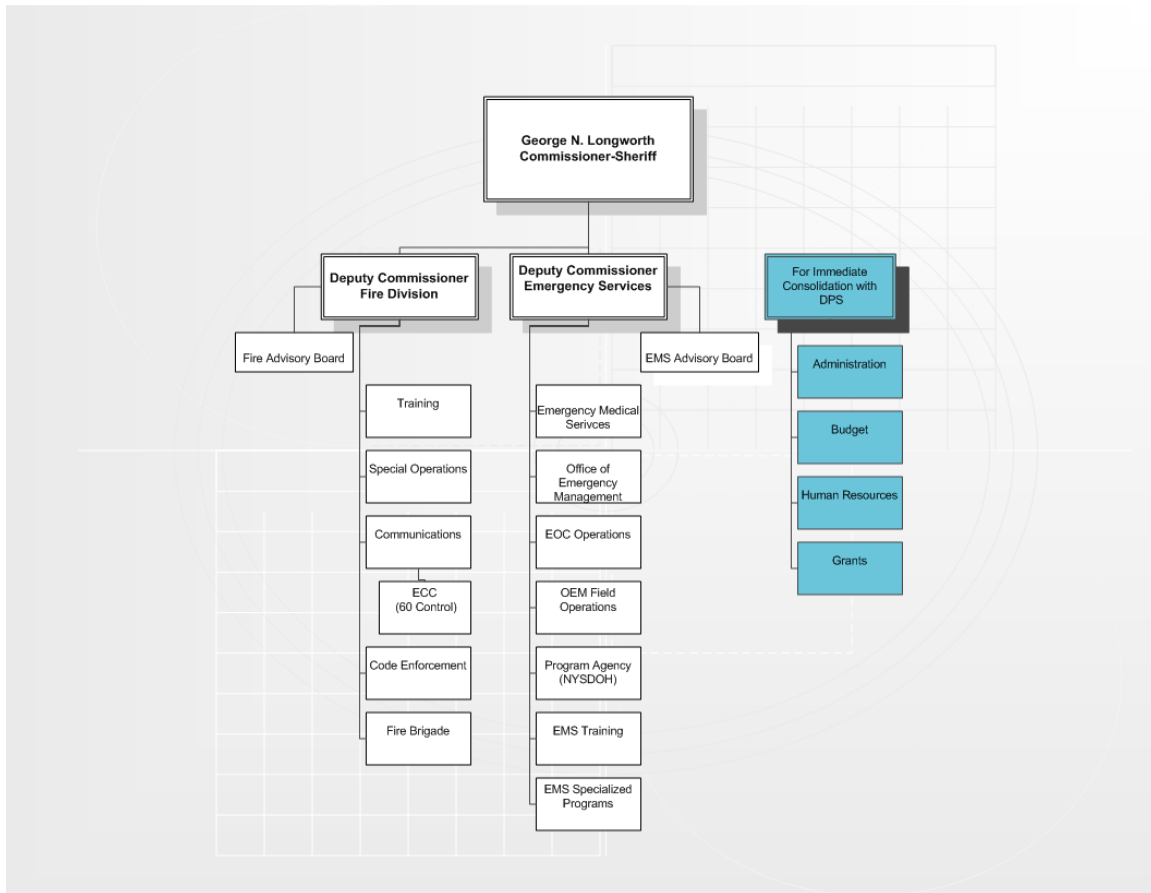 George N. Longworth
Commissioner-Sheriff
Deputy Commissioner
Fire Division
Deputy Commissioner
Emergency Services
For Immediate
Consolidation with
DPS
Fire Advisory Board
EMS Advisory Board
Training
Special Operations
Communications
ECC
(60 Control)
Code Enforcement
Fire Brigade
Emergency Medical
Serivces
Office of
Emergency
Management
EOC Operations
OEM Field
Operations
Program Agency
(NYSDOH)
EMS Training
EMS Specialized
Programs
Administration
Budget
Human Resources
Grants